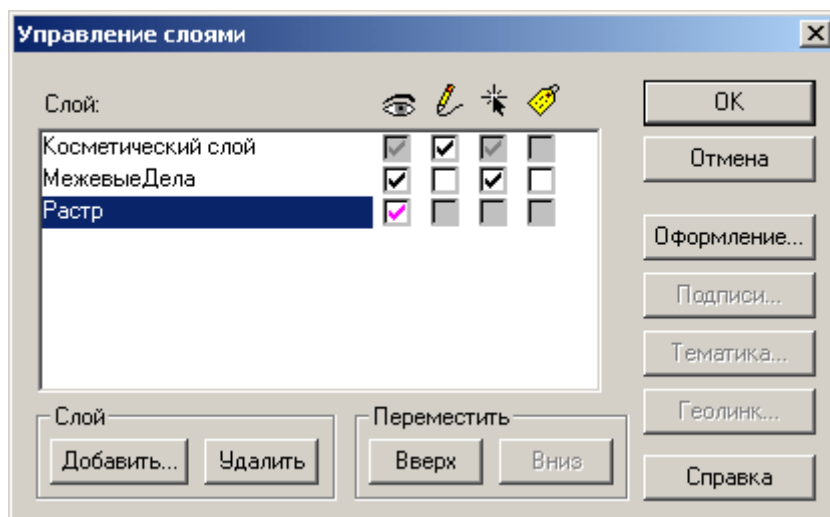 Управление слоями
Слой:
Косметический слой
МежевыеДела
Растр
OK
Отмена
Оформление...
Подписи...
Тематика...
Геолинк...
Справка
Слой
Добавить...
Удалить
Переместить
Вверх
Вниз